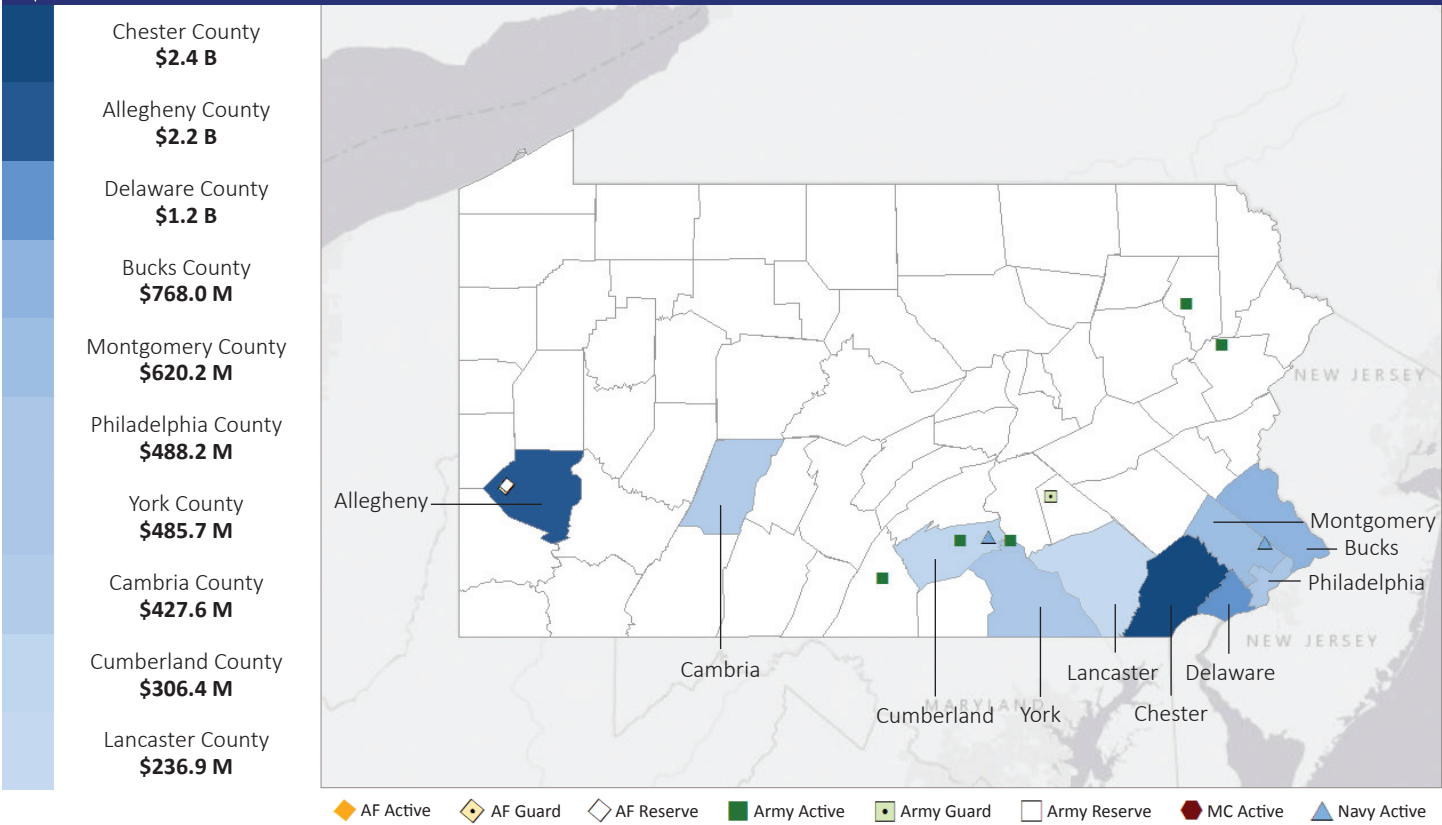 Chester County
$2.4 B
Allegheny County
$2.2 B
Delaware County
$1.2 B
Bucks County
$768.0 M
Montgomery County
$620.2 M
Philadelphia County
$488.2 M
York County
$485.7 M
Cambria County
$427.6 M
Cumberland County
$306.4 M
Lancaster County
$236.9 M
NEW JERSEY
Allegheny
Montgomery
Bucks
Philadelphia
NEW JERSEY
Cambria
Lancaster
Delaware
MARYLAND
Cumberland
York
Chester
AF Active
AF Guard
AF Reserve
Army Active
Army Guard
Army Reserve
MC Active
Navy Active